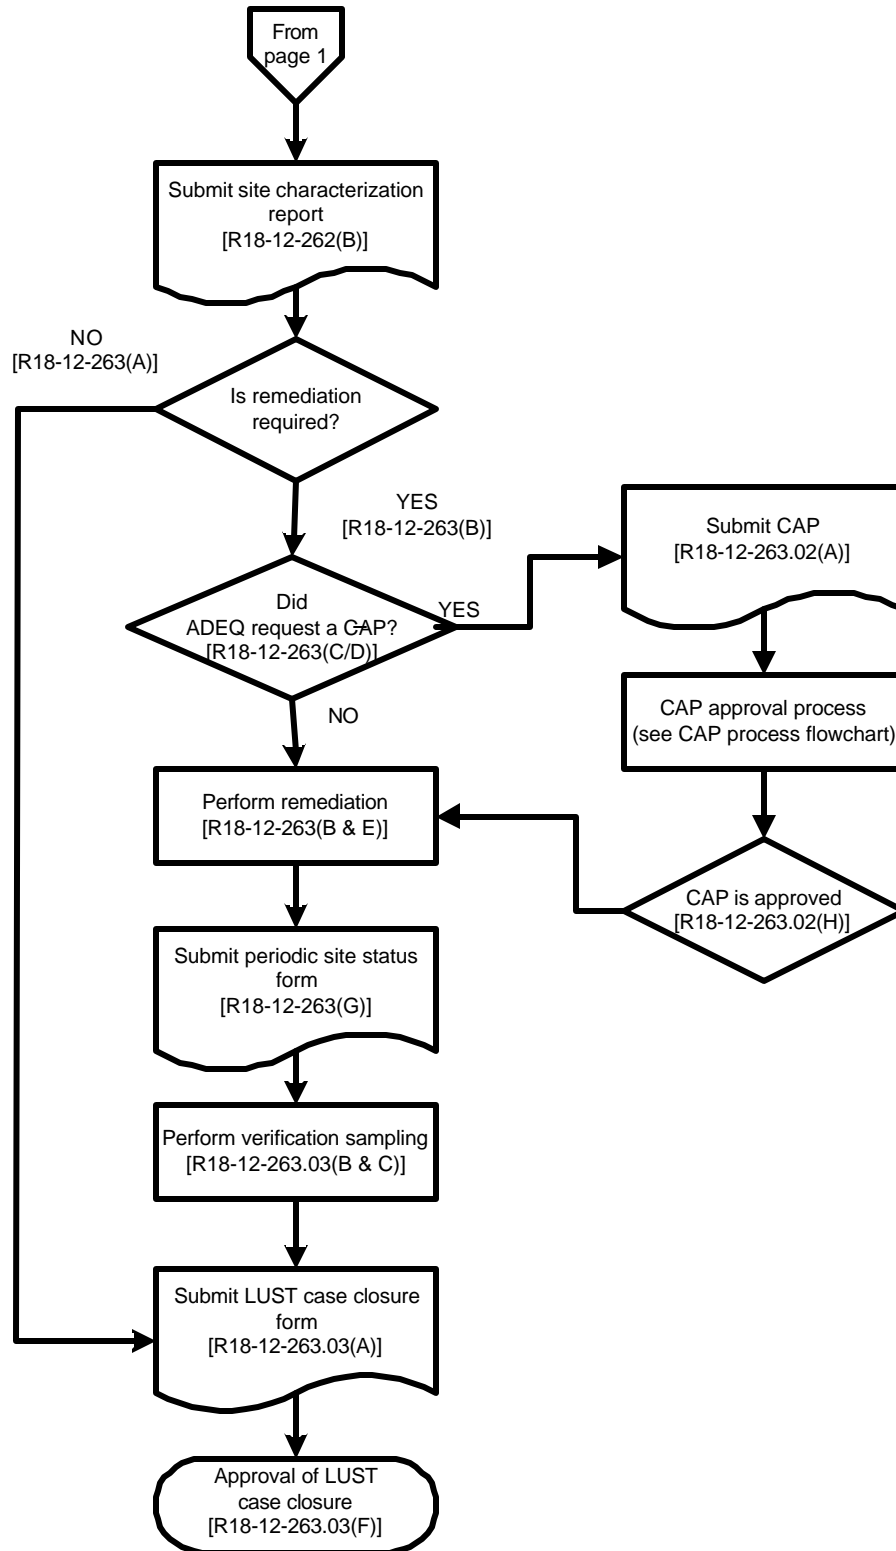 From
page 1
Submit site characterization
report
[R18-12-262(B)]
NO
[R18-12-263(A)]
Is remediation
required?
YES
[R18-12-263(B)]
Submit CAP
[R18-12-263.02(A)]
Did
ADEQ request a CAP?
[R18-12-263(C/D)]
YES
NO
CAP approval process
(see CAP process flowchart)
Perform remediation
[R18-12-263(B & E)]
CAP is approved
[R18-12-263.02(H)]
Submit periodic site status
form
[R18-12-263(G)]
Perform verification sampling
[R18-12-263.03(B & C)]
Submit LUST case closure
form
[R18-12-263.03(A)]
Approval of LUST
case closure
[R18-12-263.03(F)]